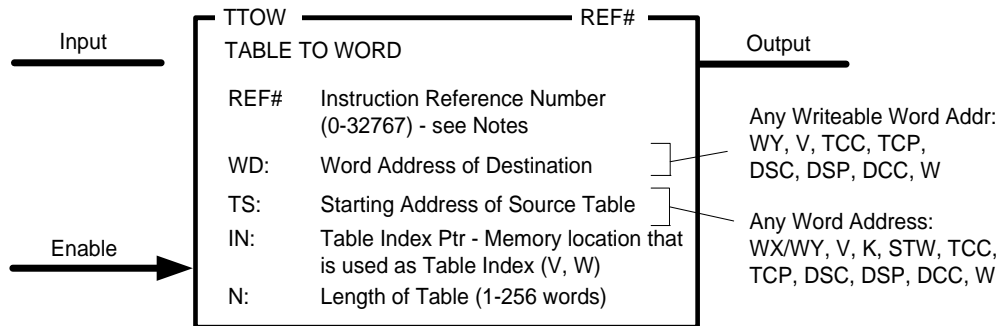 TTOW REF#
Input
TABLE TO WORD
Output
REF# Instruction Reference Number
(0-32767) - see Notes
WD: Word Address of Destination
TS: Starting Address of Source Table
IN: Table Index Ptr - Memory location that
is used as Table Index (V, W)
N: Length of Table (1-256 words)
Enable
Any Writeable Word Addr:
WY, V, TCC, TCP,
DSC, DSP, DCC, W
Any Word Address:
WX/WY, V, K, STW, TCC,
TCP, DSC, DSP, DCC, W